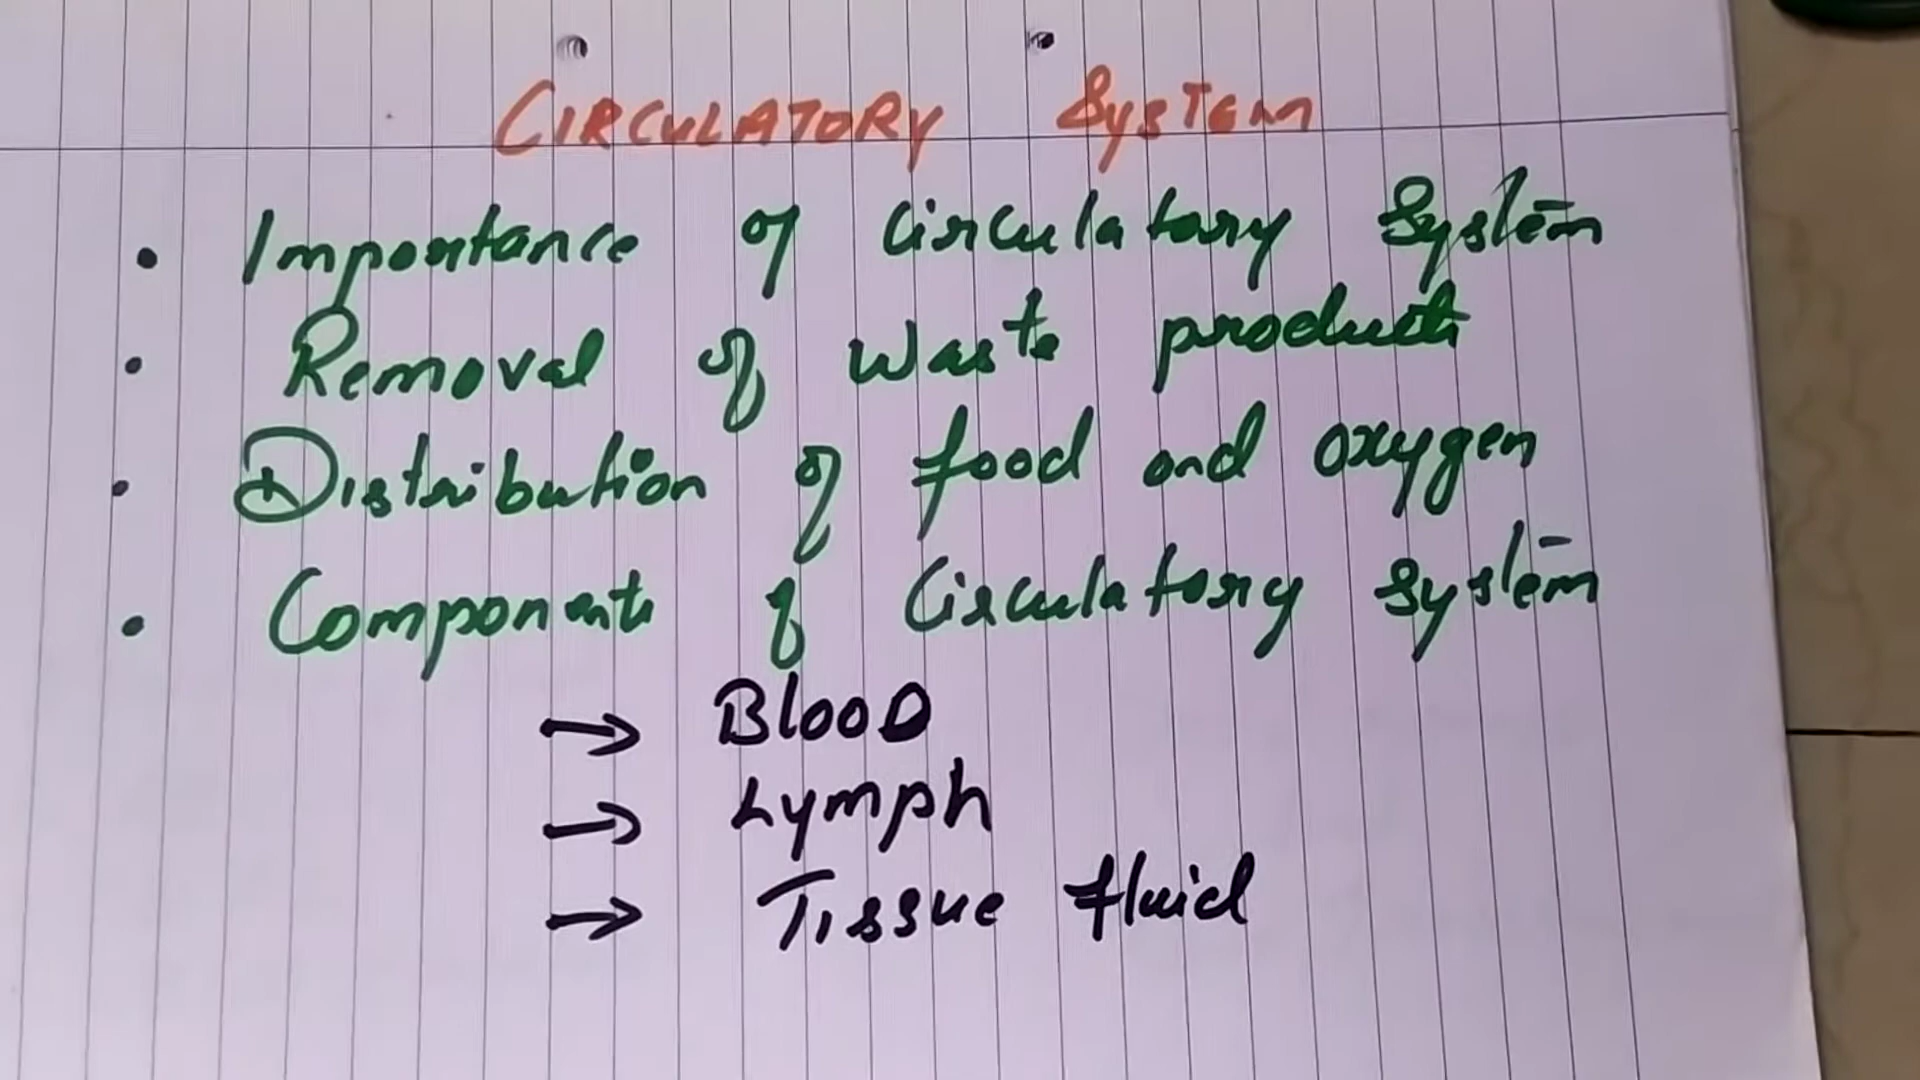 CIRCULATORY SYSTEM
• Importance of Circulatory System
• Removal of Waste products
• Distribution of food and oxygen
• Components of Circulatory System
→ Blood
→ Lymph
→ Tissue fluid